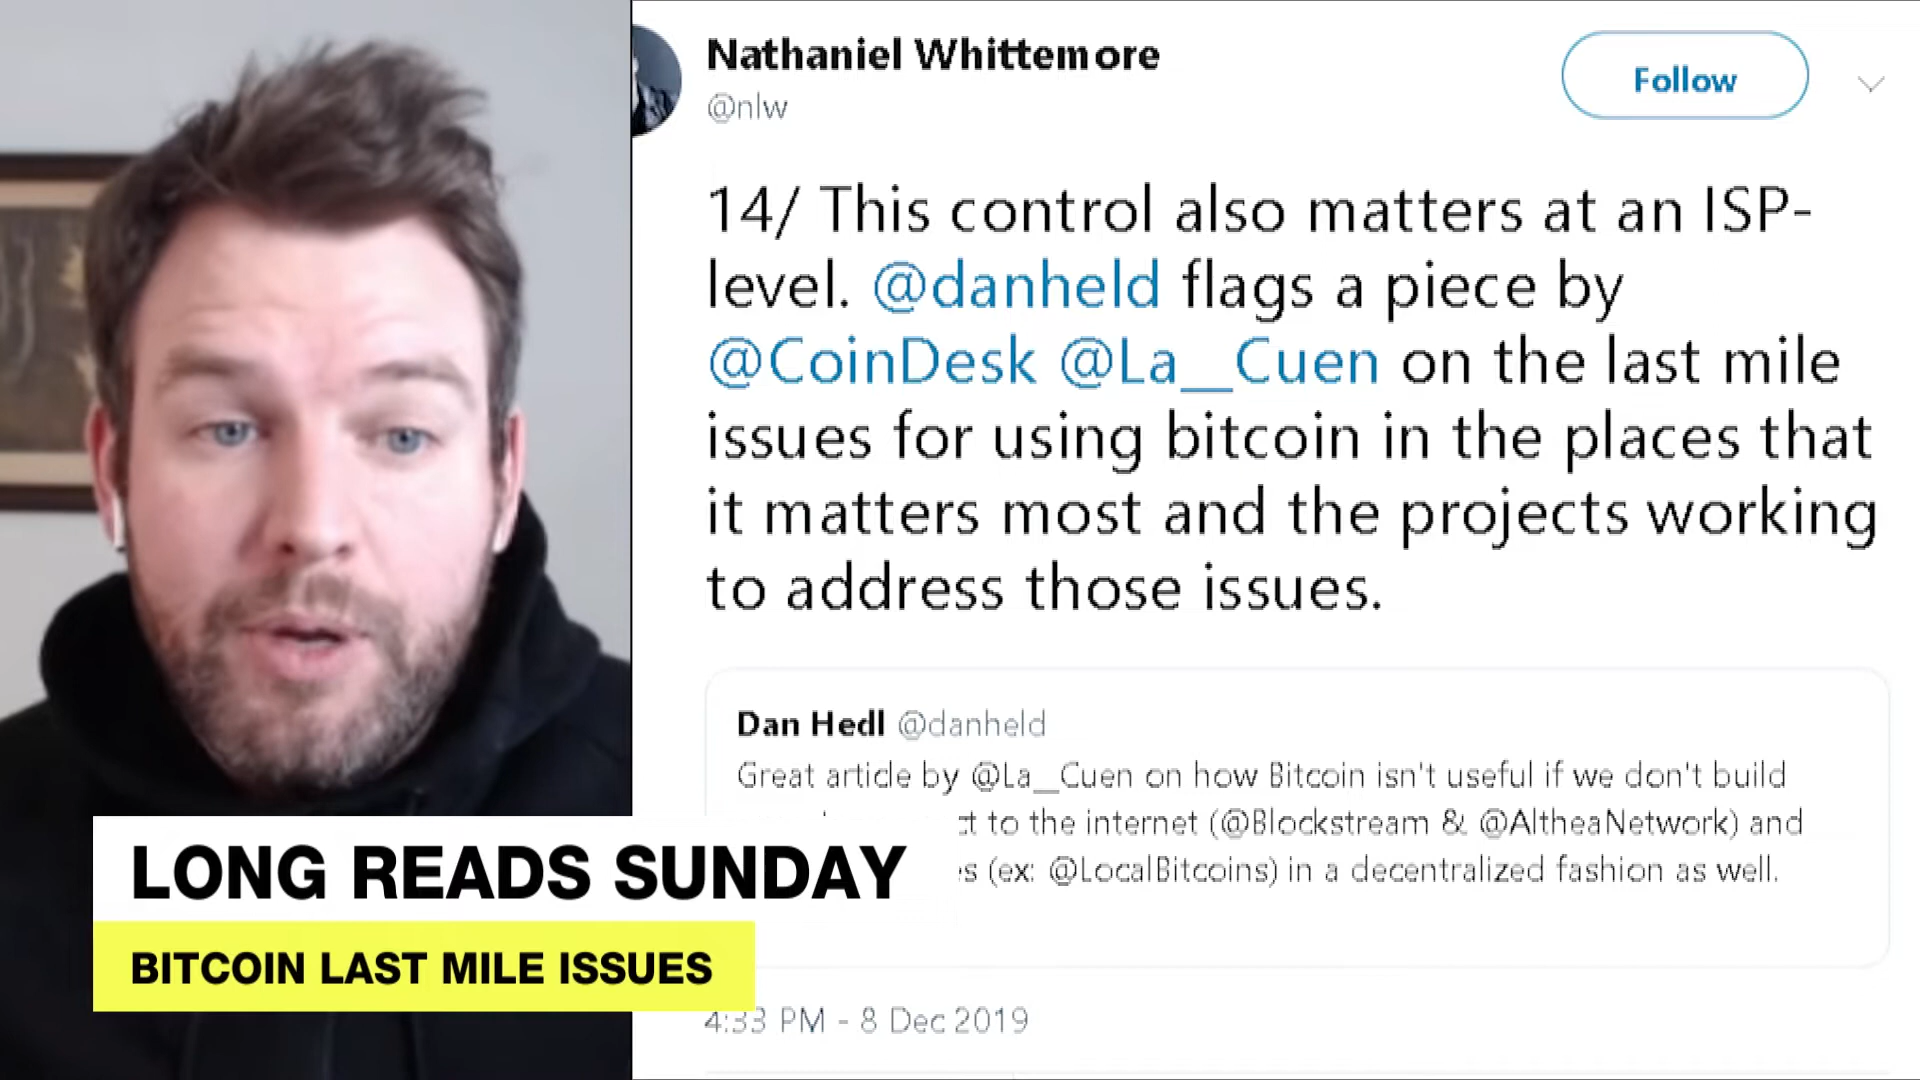 Nathaniel Whittemore
@nlw
Follow
14/ This control also matters at an ISP-
level. @danheld flags a piece by
@CoinDesk @La__Cuen on the last mile
issues for using bitcoin in the places that
it matters most and the projects working
to address those issues.
Dan Hedl @danheld
Great article by @La__Cuen on how Bitcoin isn't useful if we don't build
to the internet (@Blockstream & @AltheaNetwork) and
(ex: @LocalBitcoins) in a decentralized fashion as well.
LONG READS SUNDAY
BITCOIN LAST MILE ISSUES
4:33 PM - 8 Dec 2019